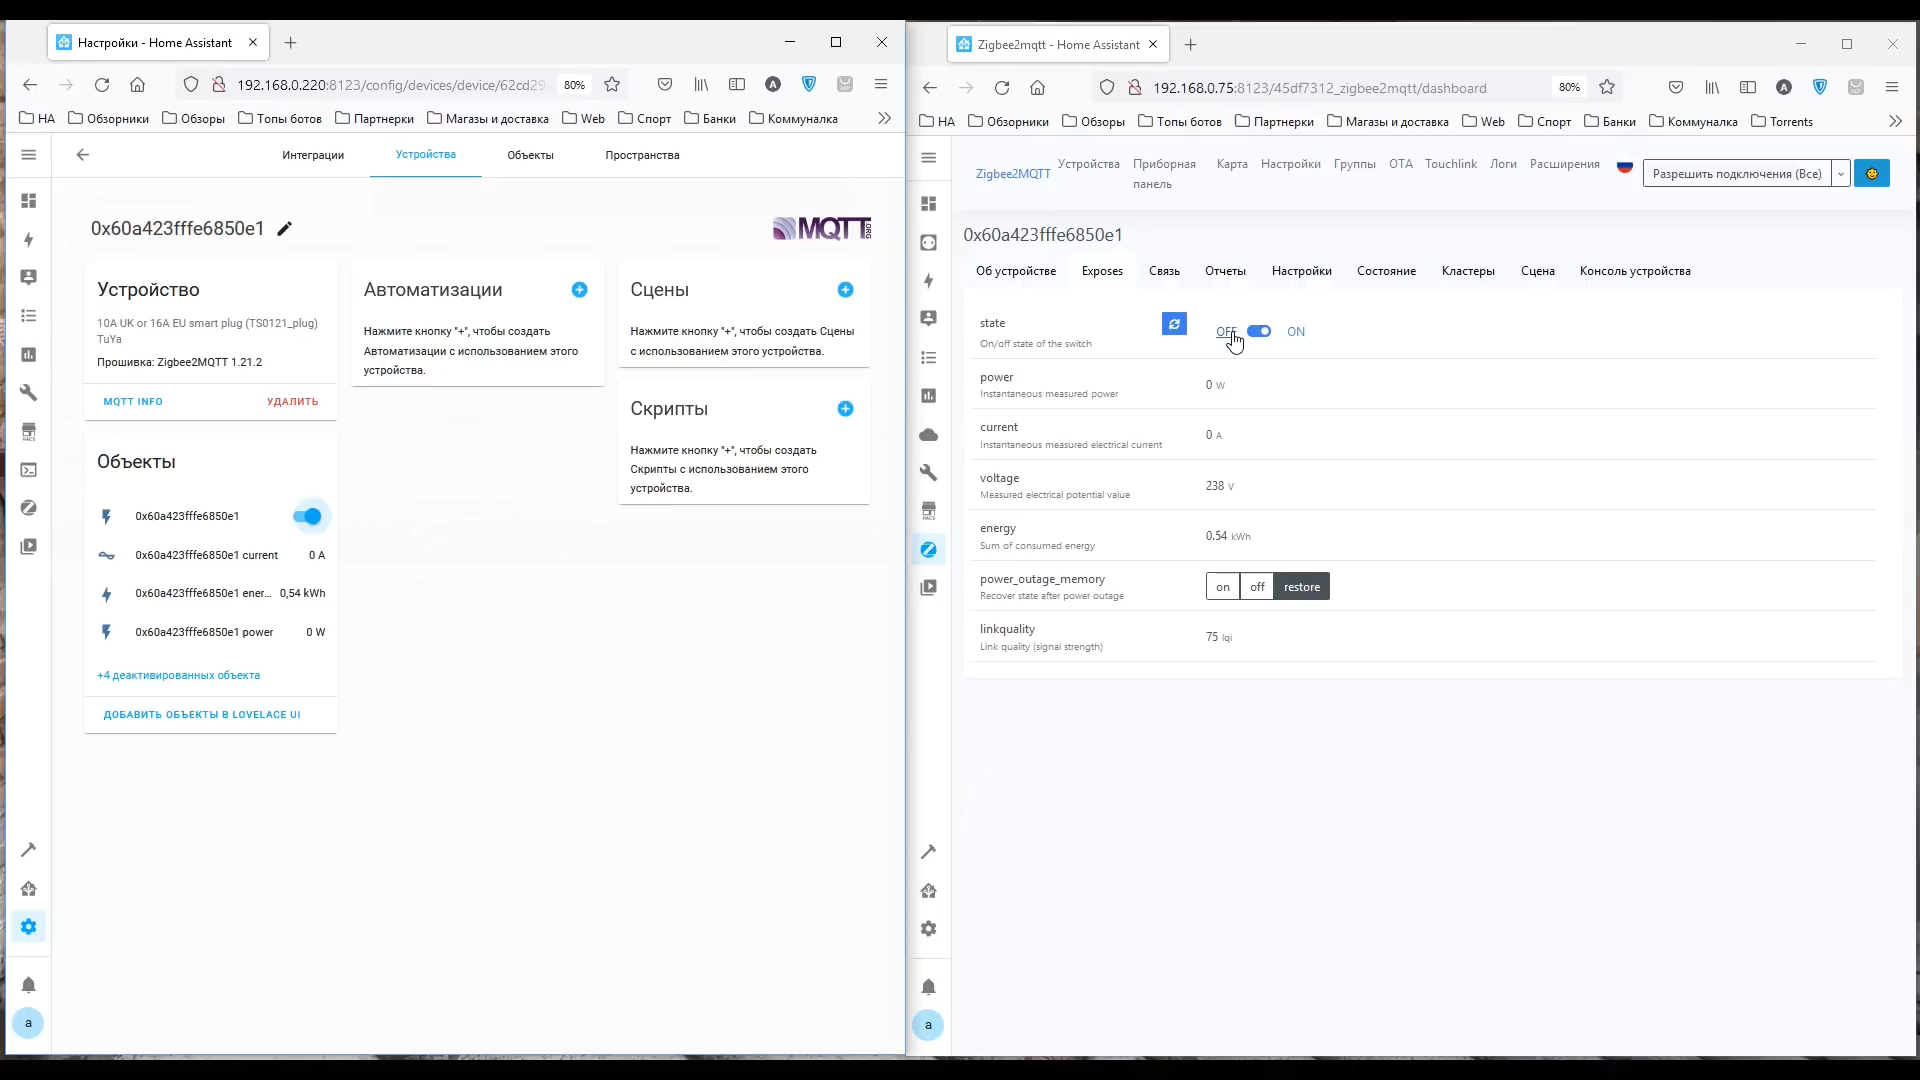 Настройки - Home Assistant
192.168.0.220:8123/config/devices/device/62cd29
80%
НА
Обзорники
Обзоры
Топы ботов
Партнерки
Магазы и доставка
Web
Спорт
Банки
Коммуналка
Интеграции
Устройства
Объекты
Пространства
0x60a423fffe6850e1
MQTT.ORG
Устройство
10A UK or 16A EU smart plug (TS0121_plug)
TuYa
Прошивка: Zigbee2MQTT 1.21.2
MQTT INFO
УДАЛИТЬ
Объекты
0x60a423fffe6850e1
0x60a423fffe6850e1 current 0 A
0x60a423fffe6850e1 ener... 0,54 kWh
0x60a423fffe6850e1 power 0 W
+4 деактивированных объекта
ДОБАВИТЬ ОБЪЕКТЫ В LOVELACE UI
Автоматизации
Нажмите кнопку "+", чтобы создать
Автоматизации с использованием этого
устройства.
Сцены
Нажмите кнопку "+", чтобы создать Сцены
с использованием этого устройства.
Скрипты
Нажмите кнопку "+", чтобы создать
Скрипты с использованием этого
устройства.
HACS
a
Zigbee2mqtt - Home Assistant
192.168.0.75:8123/45df7312_zigbee2mqtt/dashboard
80%
НА
Обзорники
Обзоры
Топы ботов
Партнерки
Магазы и доставка
Web
Спорт
Банки
Коммуналка
Torrents
Zigbee2MQTT
Устройства
Приборная
панель
Карта
Настройки
Группы
OTA
Touchlink
Логи
Расширения
Разрешить подключения (Все)
0x60a423fffe6850e1
Об устройстве
Exposes
Связь
Отчеты
Настройки
Состояние
Кластеры
Сцена
Консоль устройства
state
On/off state of the switch
OFF
ON
power
Instantaneous measured power
0 W
current
Instantaneous measured electrical current
0 A
voltage
Measured electrical potential value
238 V
energy
Sum of consumed energy
0.54 kWh
power_outage_memory
Recover state after power outage
on
off
restore
linkquality
Link quality (signal strength)
75 lqi
HACS
a